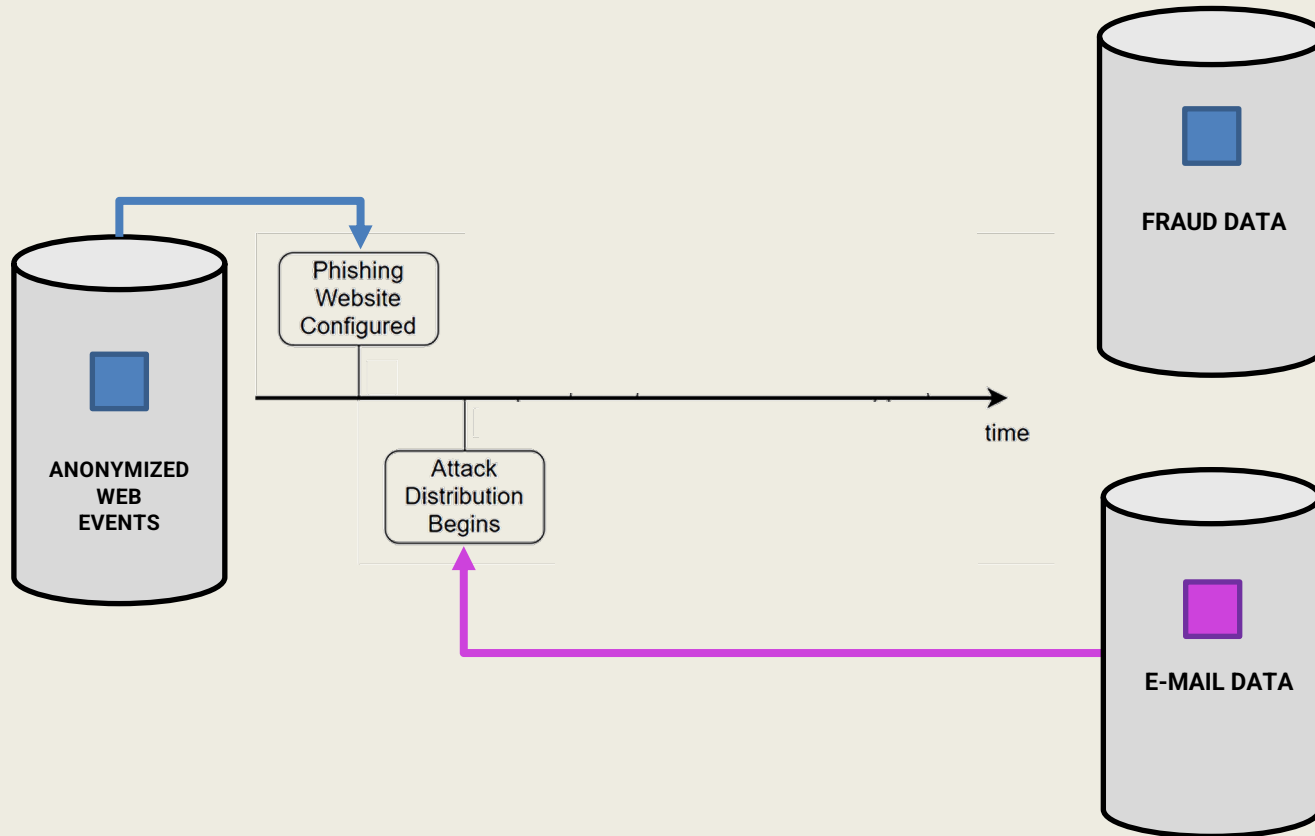 FRAUD DATA
Phishing
Website
Configured
ANONYMIZED
WEB
EVENTS
time
Attack
Distribution
Begins
E-MAIL DATA